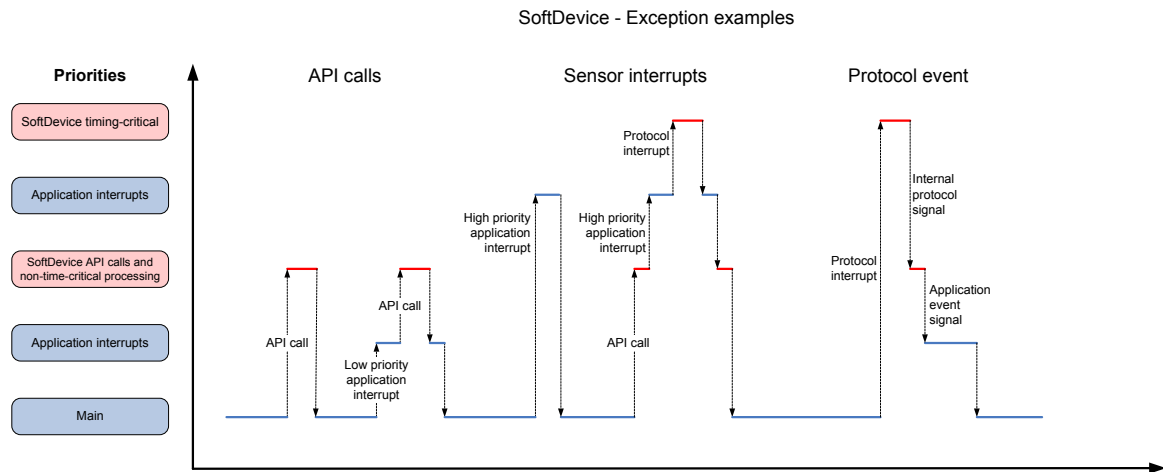 SoftDevice - Exception examples
Priorities
API calls
Sensor interrupts
Protocol event
SoftDevice timing-critical
Application interrupts
SoftDevice API calls and
non-time-critical processing
Application interrupts
Main
API call
Low priority
application
interrupt
API call
High priority
application
interrupt
API call
High priority
application
interrupt
Protocol
interrupt
Protocol
interrupt
Internal
protocol
signal
Application
event
signal